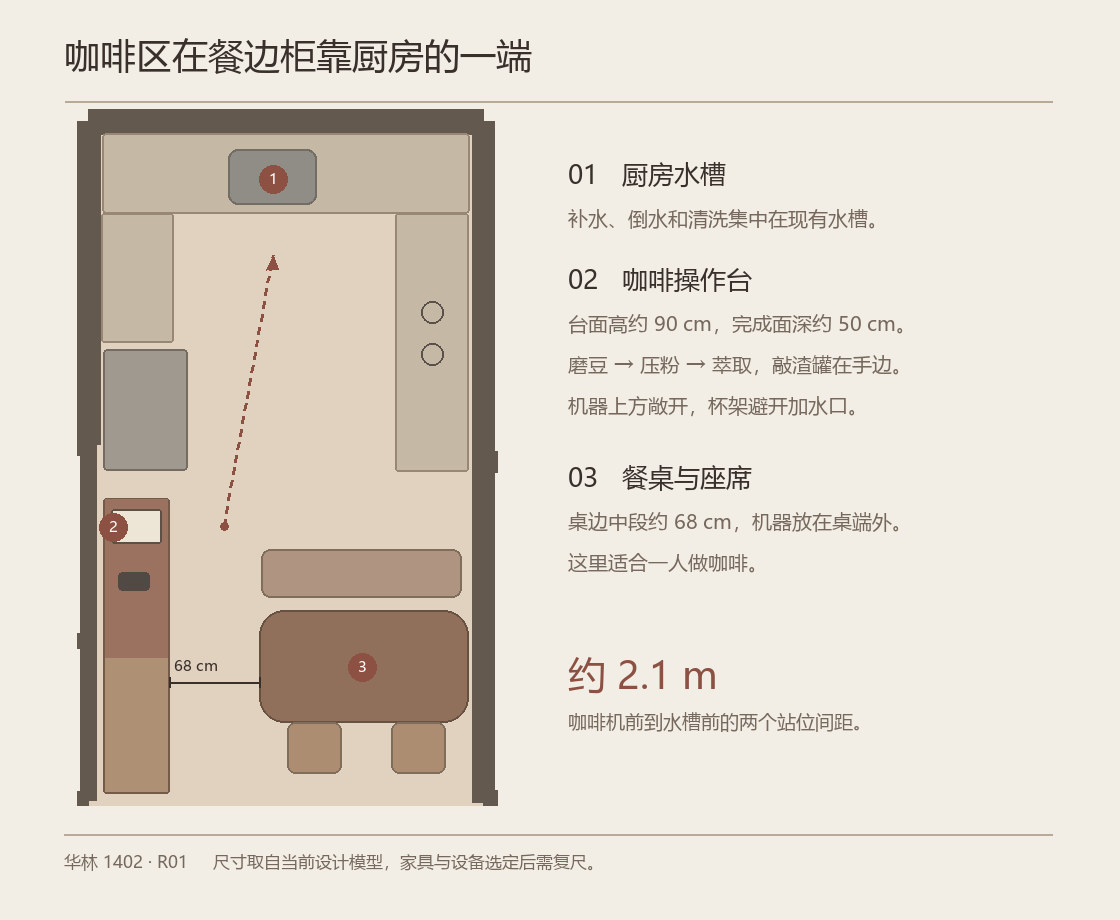 咖啡区在餐边柜靠厨房的一端
1
2
68 cm
3
01 厨房水槽
补水、倒水和清洗集中在现有水槽。
02 咖啡操作台
台面高约 90 cm，完成面深约 50 cm。
磨豆 → 压粉 → 萃取，敲渣罐在手边。
机器上方敞开，杯架避开加水口。
03 餐桌与座席
桌边中段约 68 cm，机器放在桌端外。
这里适合一人做咖啡。
约 2.1 m
咖啡机前到水槽前的两个站位间距。
华林 1402 · R01 尺寸取自当前设计模型，家具与设备选定后需复尺。